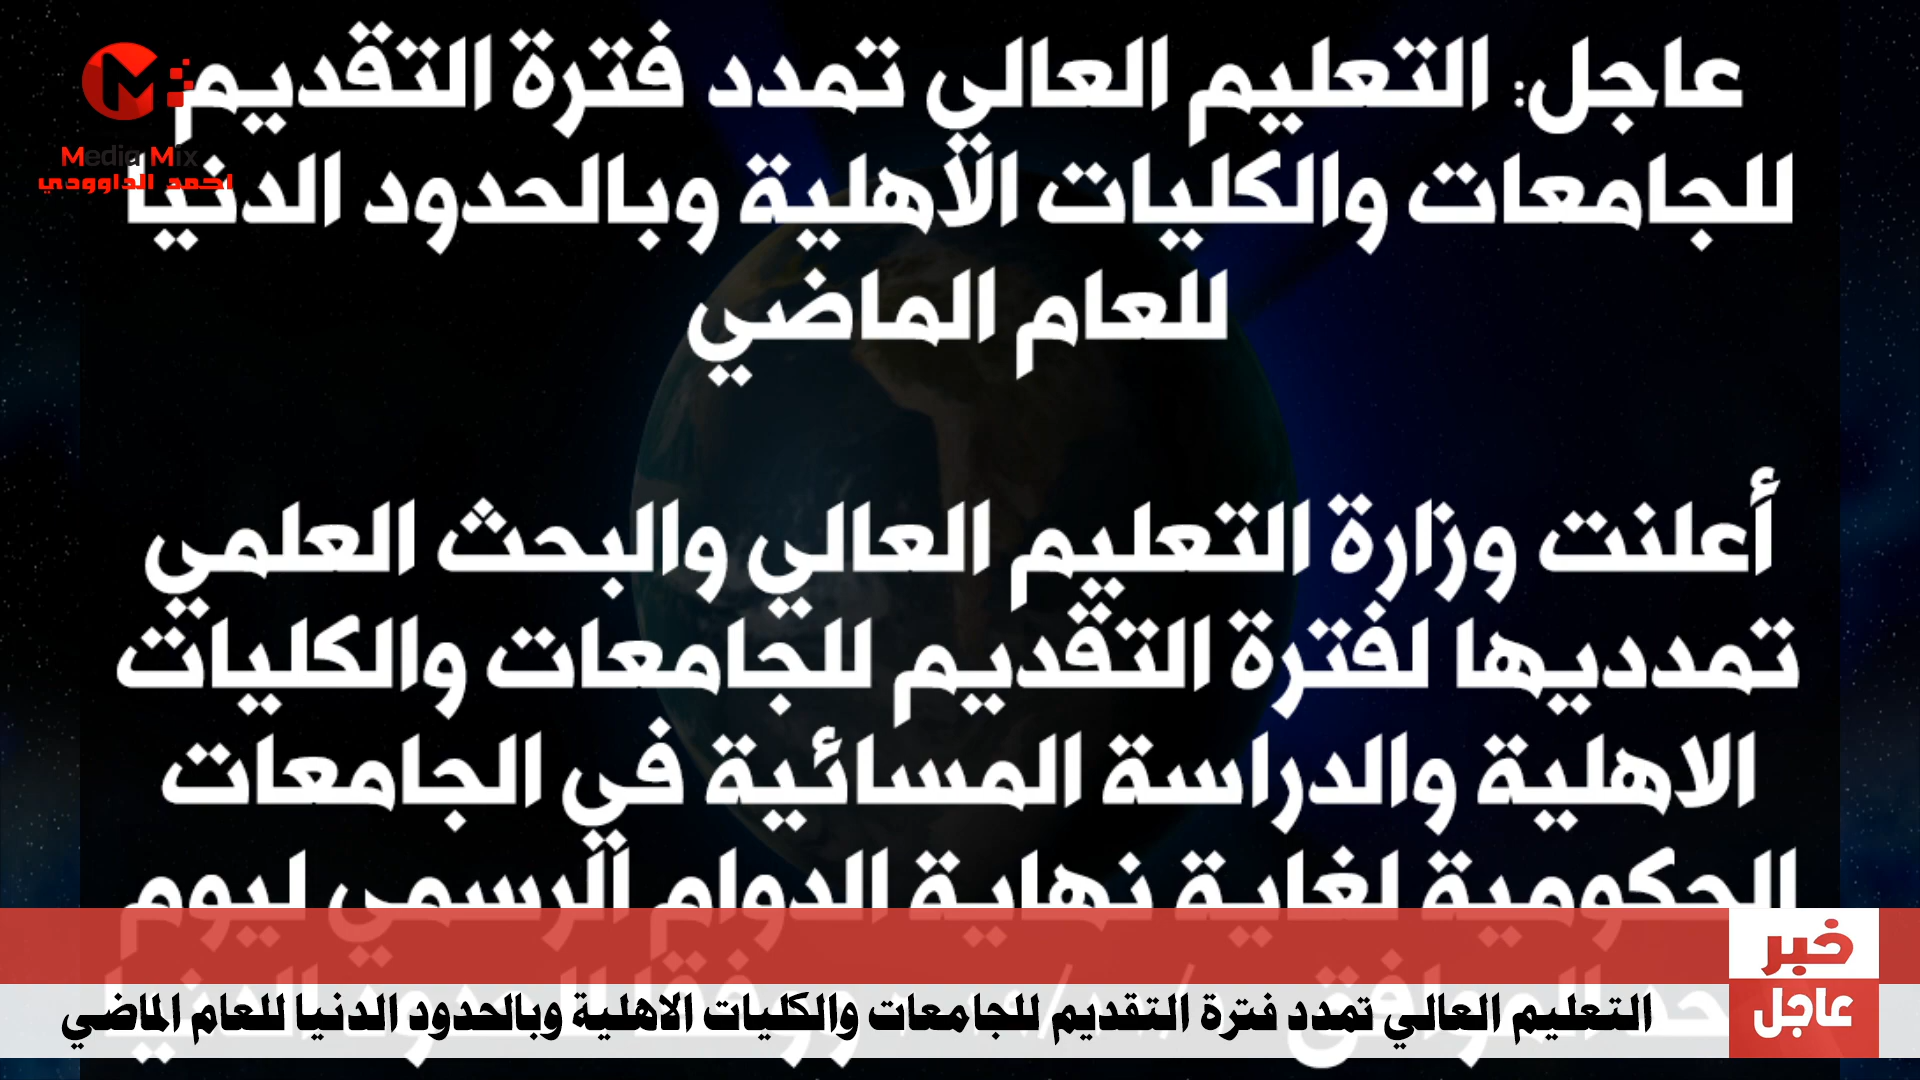 عاجل: التعليم العالي تمدد فترة التقديم
للجامعات والكليات الاهلية وبالحدود الدنيا
للعام الماضي
Media Mix
احمد الداوودي
أعلنت وزارة التعليم العالي والبحث العلمي
تمدديها لفترة التقديم للجامعات والكليات
الاهلية والدراسة المسائية في الجامعات
الحكومية لغاية نهاية الدوام الرسمي ليوم
خبر
عاجل
التعليم العالي تمدد فترة التقديم للجامعات والكليات الاهلية وبالحدود الدنيا للعام الماضي